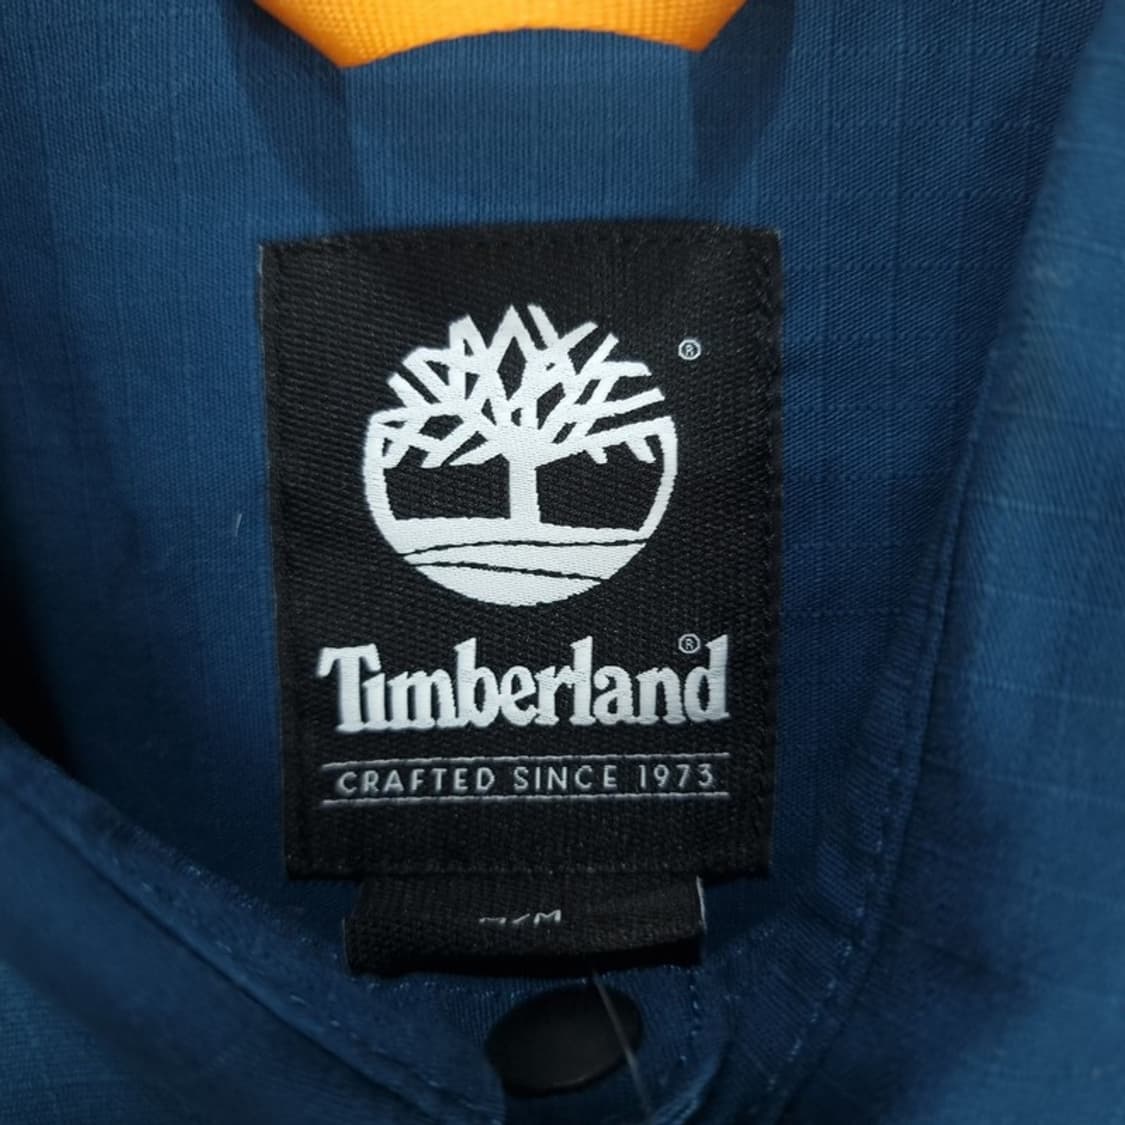 ®
Timberland®
CRAFTED SINCE 1973
M/M